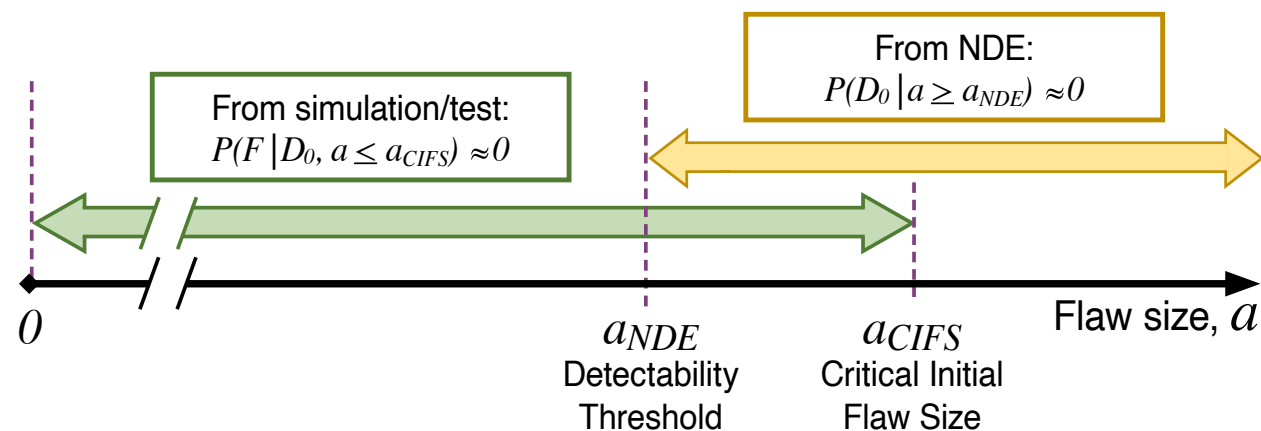 From NDE:
P(D₀ | a ≥ a_NDE) ≈0
From simulation/test:
P(F | D₀, a ≤ a_CIFS) ≈0
0
Flaw size, a
a_NDE
Detectability
Threshold
a_CIFS
Critical Initial
Flaw Size